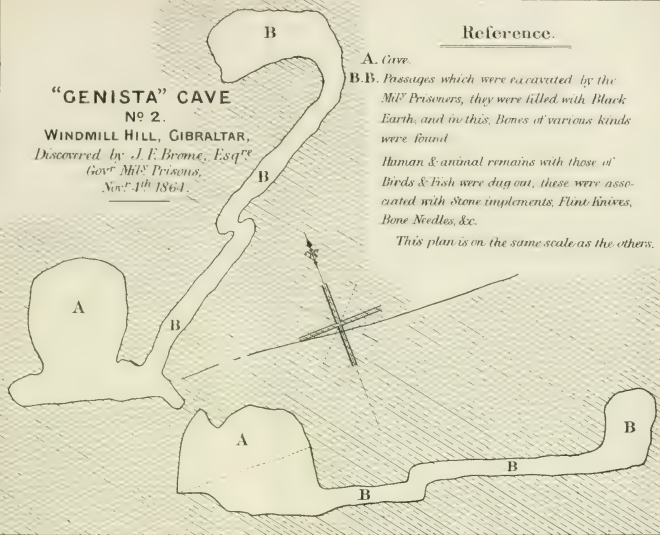 "GENISTA" CAVE
No 2.
WINDMILL HILL, GIBRALTAR,
Discovered by J. F. Brome, Esqre
Govr Mily Prisons,
Novr 4th 1864.
Reference.
A. Cave.
B.B. Passages which were excavated by the
Mily Prisoners, they were filled with Black
Earth, and in this, Bones of various kinds
were found
Human & animal remains with those of
Birds & Fish were dug out, these were asso-
ciated with Stone implements, Flint Knives,
Bone Needles, &c.
This plan is on the same scale as the others.
B
B
B
A
A
B
B
B